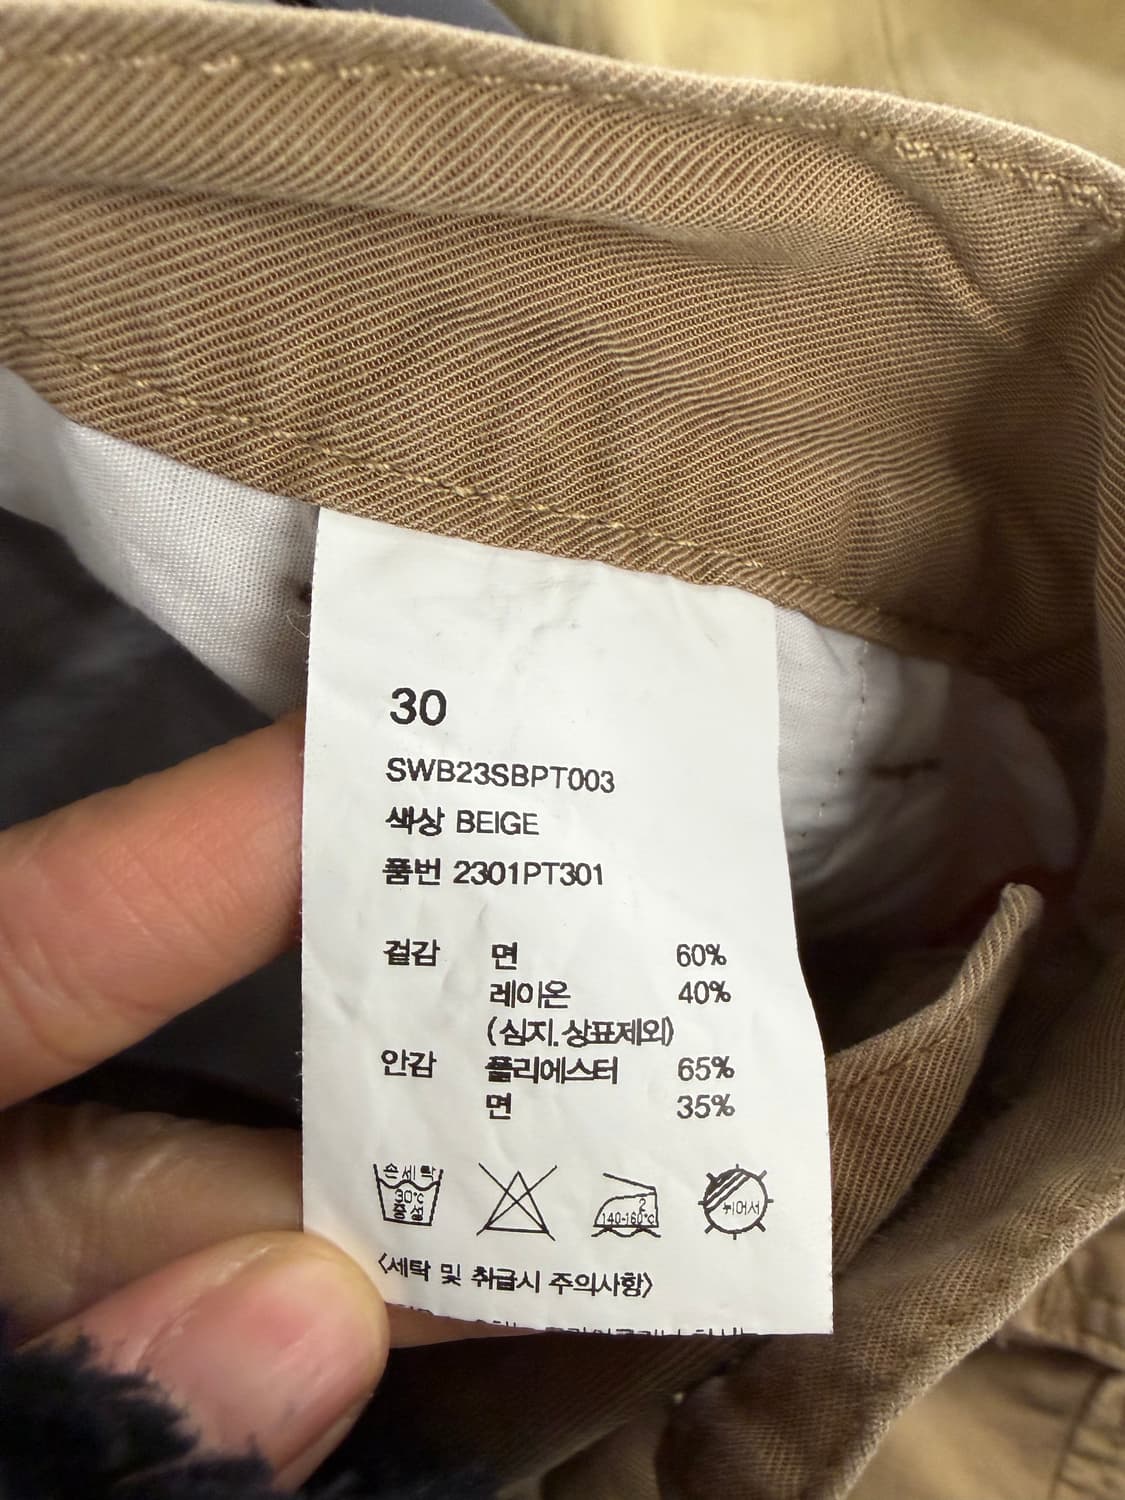 30
SWB23SBPT003
색상 BEIGE
품번 2301PT301
겉감 면 60%
레이온 40%
(심지.상표제외)
안감 폴리에스터 65%
면 35%
손세탁
30℃
중성
2
140-160℃
뉘어서
<세탁 및 취급시 주의사항>